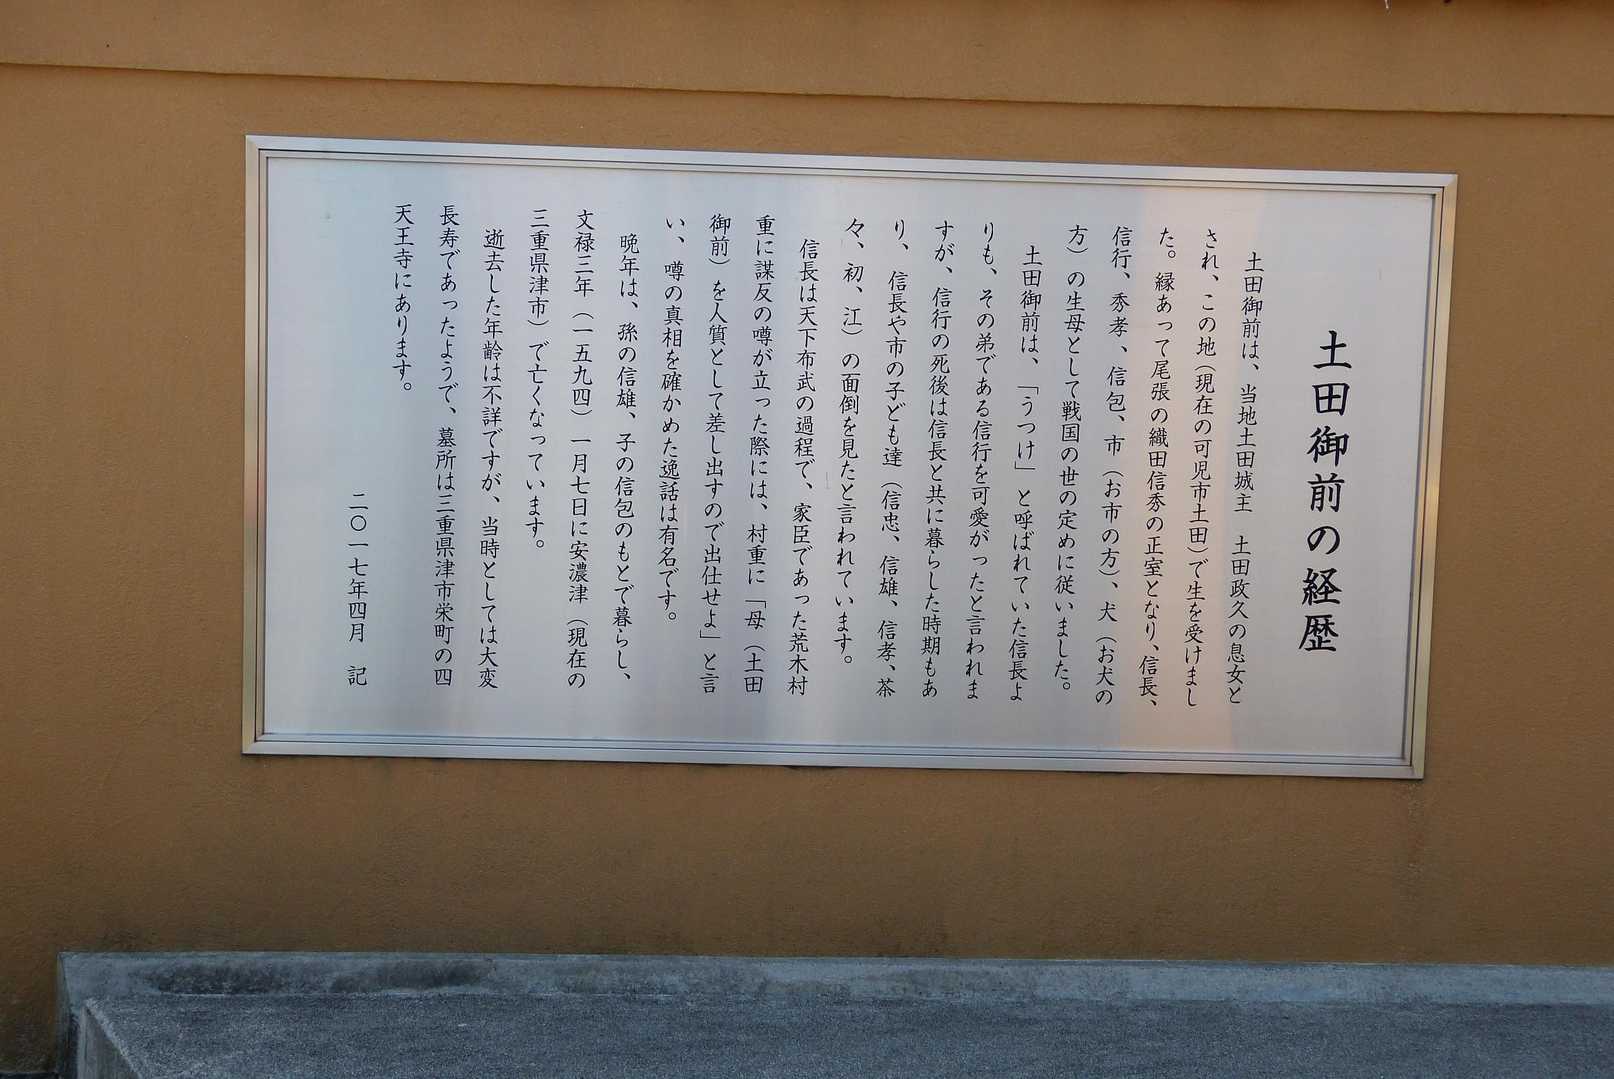 土田御前の経歴
土田御前は、当地土田城主　土田政久の息女と
され、この地(現在の可児市土田)で生を受けまし
た。縁あって尾張の織田信秀の正室となり、信長、
信行、秀孝、信包、市（お市の方）、犬（お犬の
方）の生母として戦国の世の定めに従いました。
土田御前は、「うつけ」と呼ばれていた信長よ
りも、その弟である信行を可愛がったと言われま
すが、信行の死後は信長と共に暮らした時期もあ
り、信長や市の子ども達（信忠、信雄、信孝、茶
々、初、江）の面倒を見たと言われています。
信長は天下布武の過程で、家臣であった荒木村
重に謀反の噂が立った際には、村重に「母（土田
御前）を人質として差し出すので出仕せよ」と言
い、噂の真相を確かめた逸話は有名です。
晩年は、孫の信雄、子の信包のもとで暮らし、
文禄三年（一五九四）一月七日に安濃津（現在の
三重県津市）で亡くなっています。
逝去した年齢は不詳ですが、当時としては大変
長寿であったようで、墓所は三重県津市栄町の四
天王寺にあります。
二〇一七年四月　記